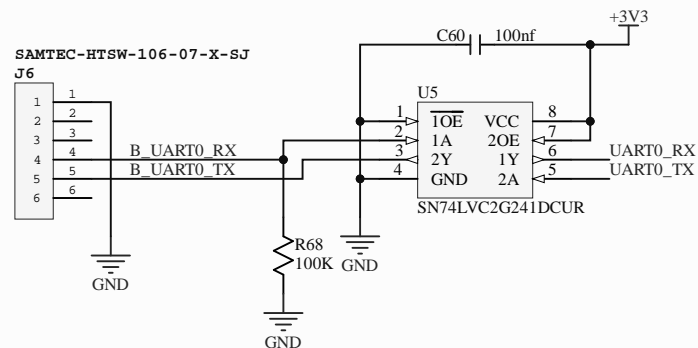 +3V3
C60 100nf
SAMTEC-HTSW-106-07-X-SJ
J6
U5
1 1
2 2
3 3
4 4 B_UART0_RX
5 5 B_UART0_TX
6 6
1 1OE VCC 8
2 1A 2OE 7
3 2Y 1Y 6 UART0_RX
4 GND 2A 5 UART0_TX
SN74LVC2G241DCUR
R68
100K
GND
GND
GND